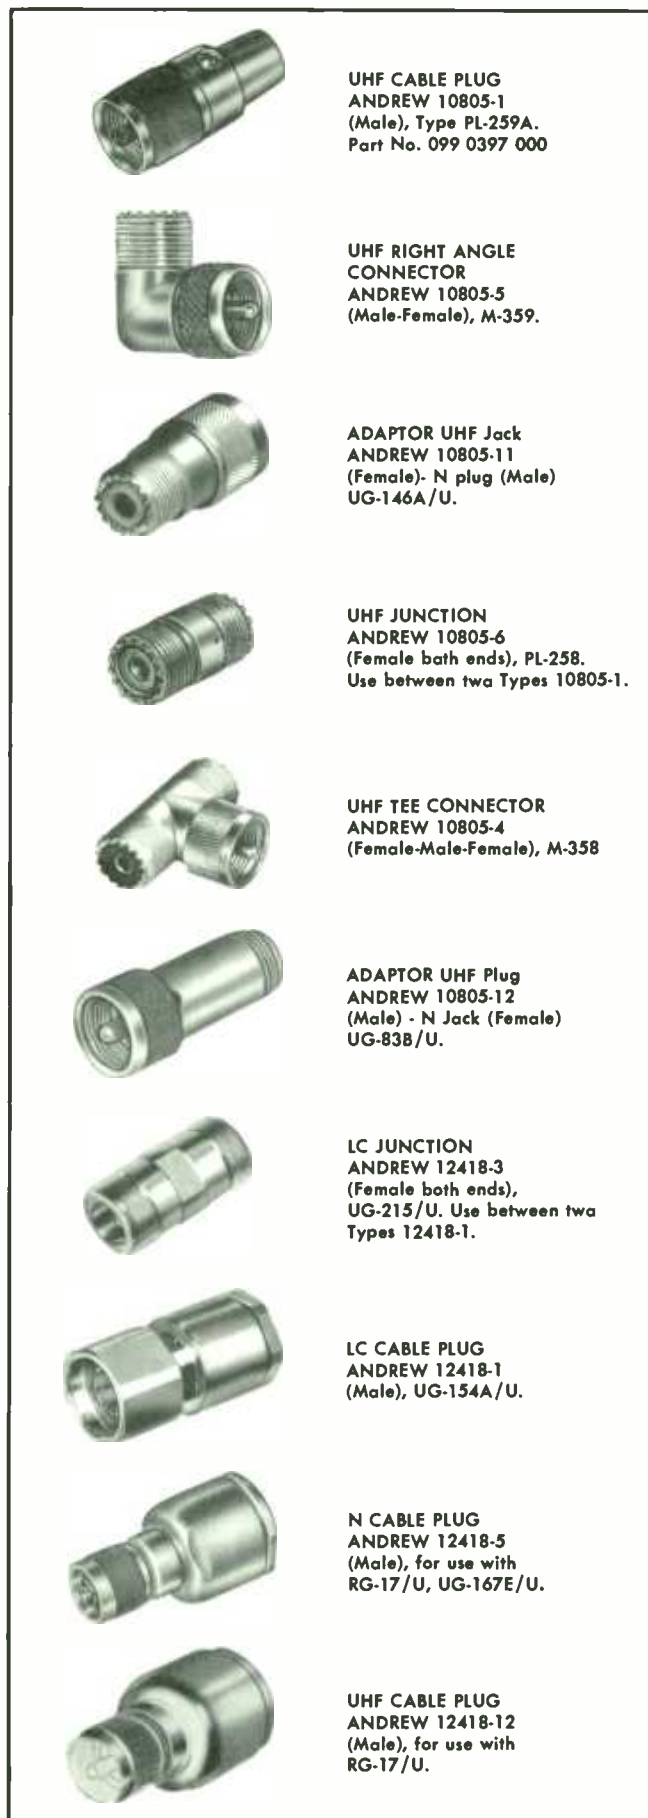 UHF CABLE PLUG
ANDREW 10805-1
(Male), Type PL-259A.
Part No. 099 0397 000
UHF RIGHT ANGLE
CONNECTOR
ANDREW 10805-5
(Male-Female), M-359.
ADAPTOR UHF Jack
ANDREW 10805-11
(Female)- N plug (Male)
UG-146A/U.
UHF JUNCTION
ANDREW 10805-6
(Female bath ends), PL-258.
Use between twa Types 10805-1.
UHF TEE CONNECTOR
ANDREW 10805-4
(Female-Male-Female), M-358
ADAPTOR UHF Plug
ANDREW 10805-12
(Male) - N Jack (Female)
UG-83B/U.
LC JUNCTION
ANDREW 12418-3
(Female both ends),
UG-215/U. Use between twa
Types 12418-1.
LC CABLE PLUG
ANDREW 12418-1
(Male), UG-154A/U.
N CABLE PLUG
ANDREW 12418-5
(Male), for use with
RG-17/U, UG-167E/U.
UHF CABLE PLUG
ANDREW 12418-12
(Male), for use with
RG-17/U.